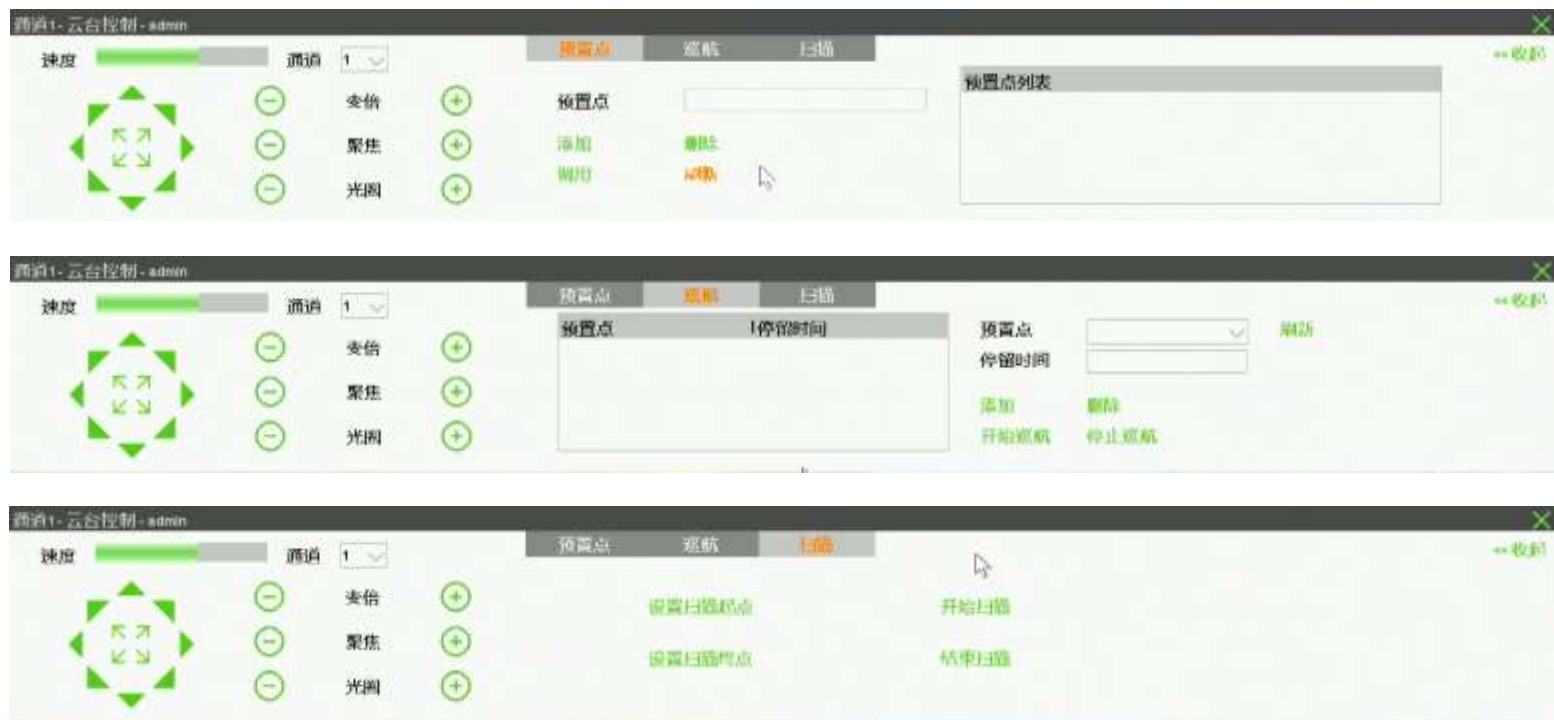 通道1- 云台控制 - admin
速度 通道 1 预置点 巡航 扫描 << 收起
变倍 预置点 预置点列表
聚焦 添加 删除
光圈 调用 刷新
通道1- 云台控制 - admin
速度 通道 1 预置点 巡航 扫描 << 收起
预置点 停留时间 预置点 刷新
变倍 停留时间
聚焦 添加 删除
光圈 开始巡航 停止巡航
通道1- 云台控制 - admin
速度 通道 1 预置点 巡航 扫描 << 收起
变倍 设置扫描起点 开始扫描
聚焦 设置扫描终点 结束扫描
光圈